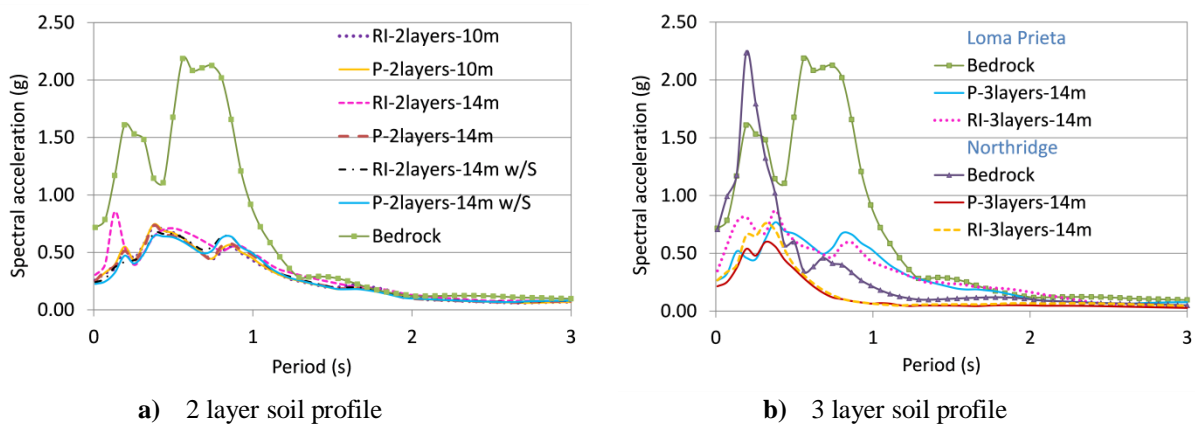 2.50
2.00
1.50
1.00
0.50
0.00
Spectral acceleration (g)
0
1
2
3
Period (s)
RI-2layers-10m
P-2layers-10m
RI-2layers-14m
P-2layers-14m
RI-2layers-14m w/S
P-2layers-14m w/S
Bedrock
a) 2 layer soil profile
2.50
2.00
1.50
1.00
0.50
0.00
Spectral acceleration (g)
0
1
2
3
Period (s)
Loma Prieta
Bedrock
P-3layers-14m
RI-3layers-14m
Northridge
Bedrock
P-3layers-14m
RI-3layers-14m
b) 3 layer soil profile